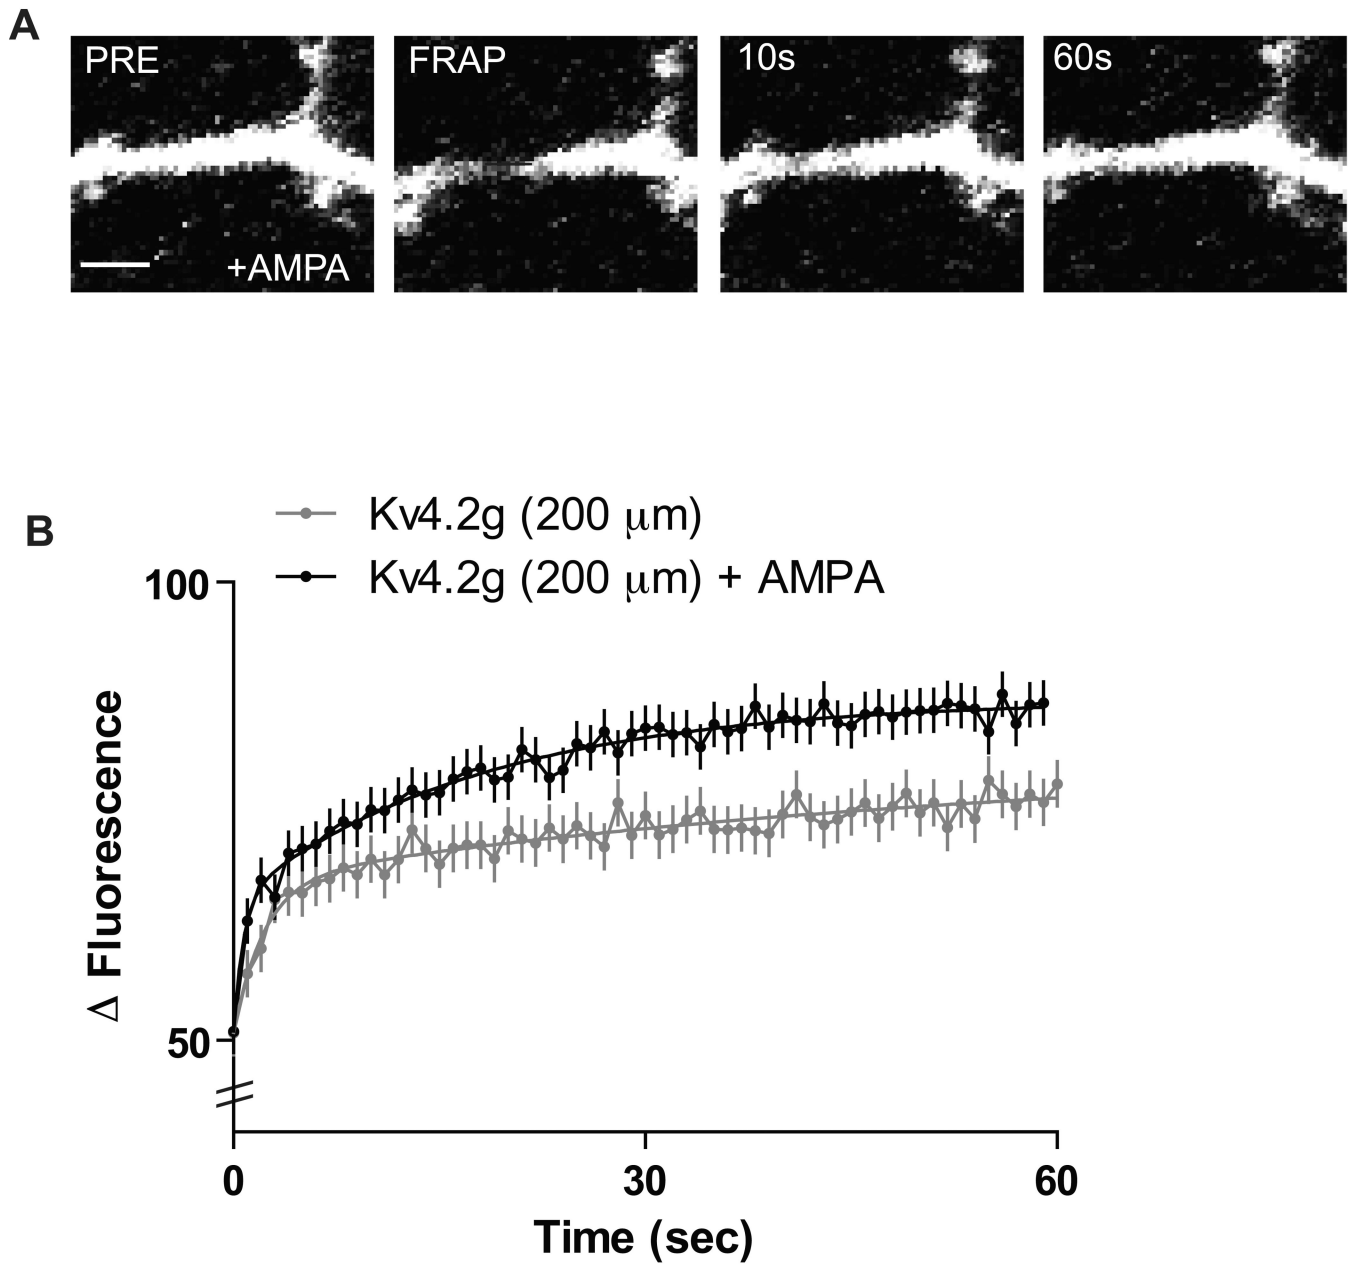 A
PRE
FRAP
10s
60s
+AMPA
B
Kv4.2g (200 μm)
Kv4.2g (200 μm) + AMPA
100
50
Δ Fluorescence
0
30
60
Time (sec)